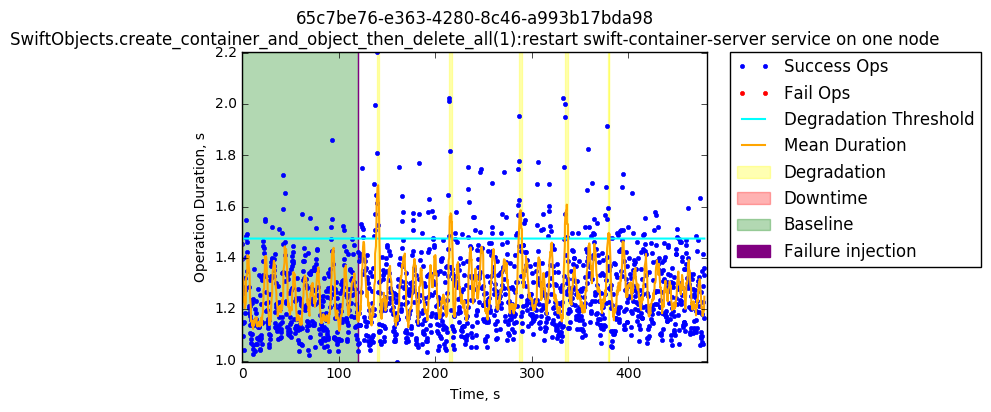 65c7be76-e363-4280-8c46-a993b17bda98
SwiftObjects.create_container_and_object_then_delete_all(1):restart swift-container-server service on one node
Operation Duration, s
2.2
2.0
1.8
1.6
1.4
1.2
1.0
0
100
200
300
400
Time, s
Success Ops
Fail Ops
Degradation Threshold
Mean Duration
Degradation
Downtime
Baseline
Failure injection